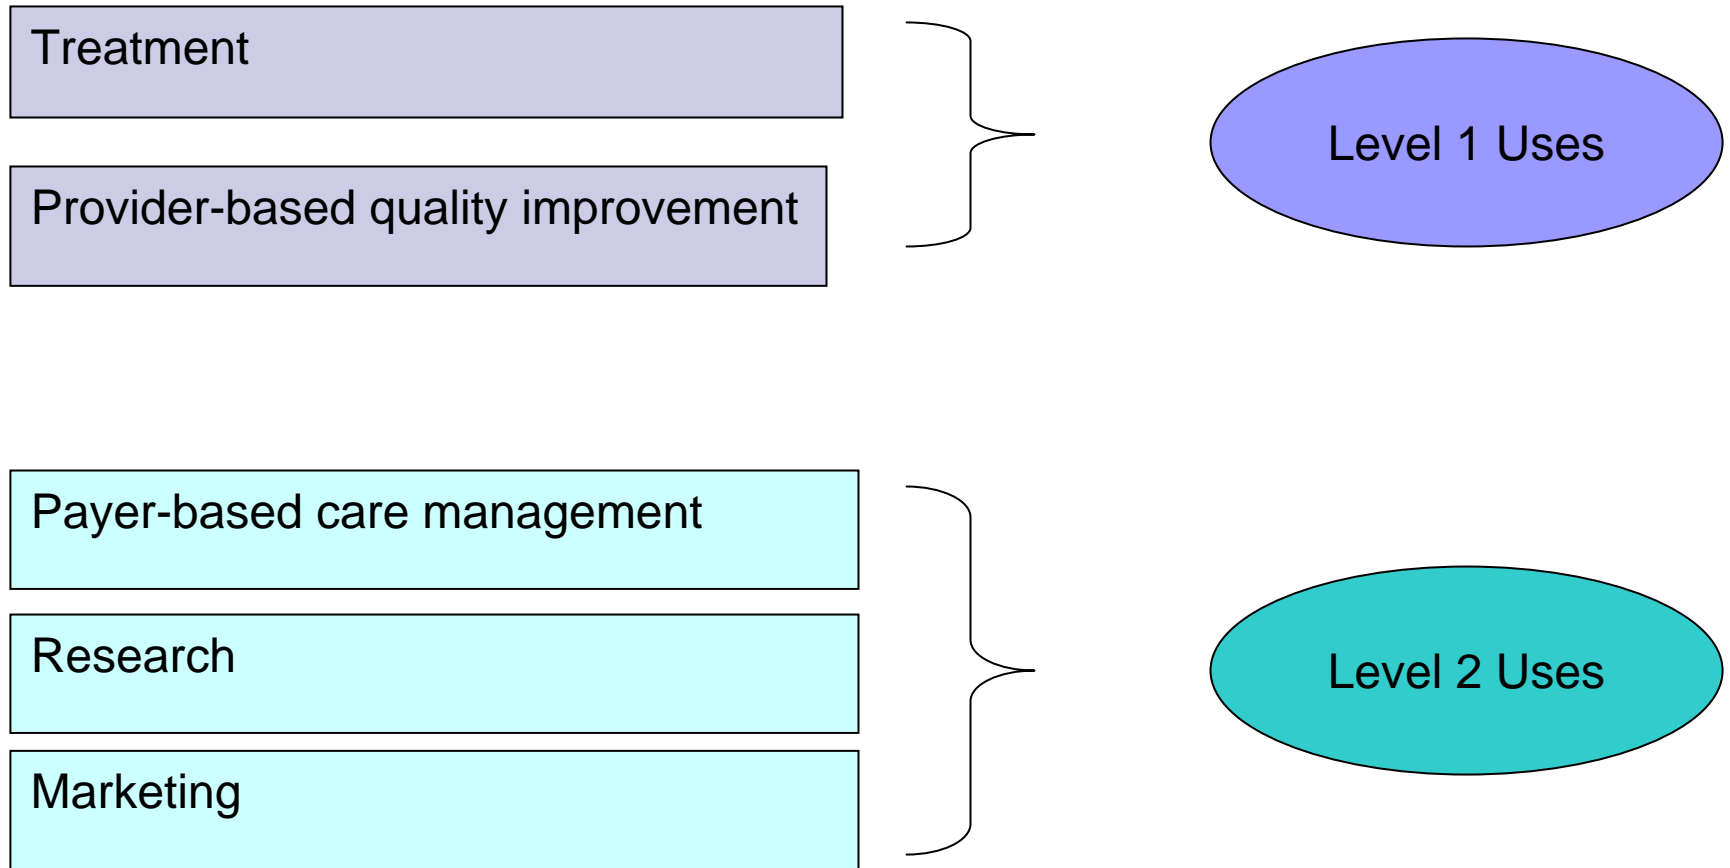 Treatment
Provider-based quality improvement
Level 1 Uses
Payer-based care management
Research
Marketing
Level 2 Uses